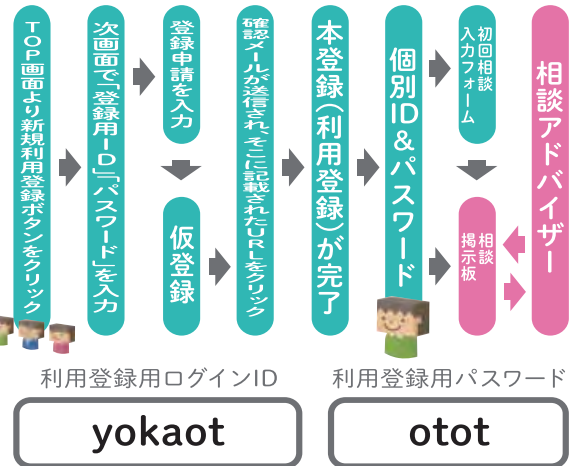 TOP画面より新規利用登録ボタンをクリック
次画面で「登録用ID」「パスワード」を入力
登録申請を入力
仮登録
確認メールが送信され、そこに記載されたURLをクリック
本登録(利用登録)が完了
個別ID&パスワード
初回相談
入力フォーム
相談
掲示板
相談アドバイザー
利用登録用ログインID
yokaot
利用登録用パスワード
otot